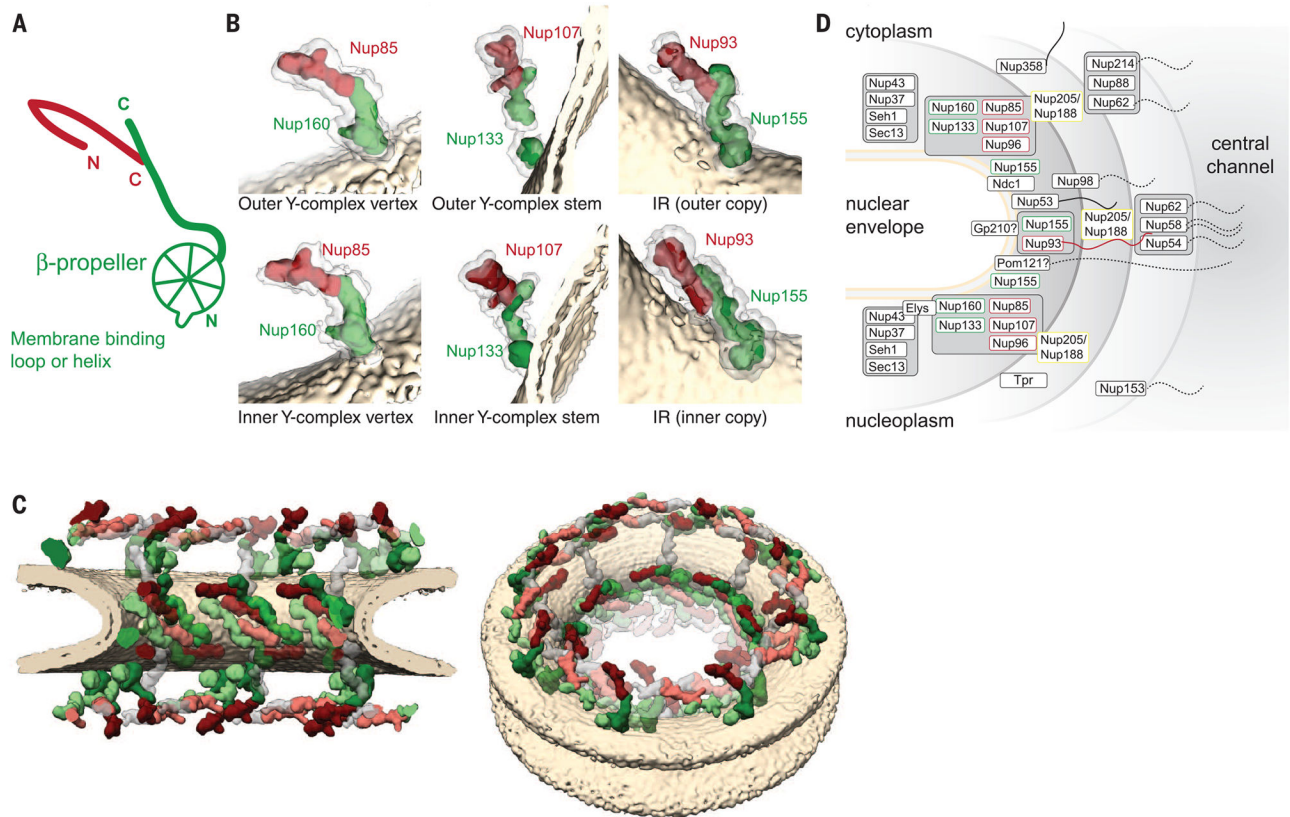 A
C
N
C
β-propeller
N
Membrane binding
loop or helix
B
Nup85
Nup160
Outer Y-complex vertex
Nup107
Nup133
Outer Y-complex stem
Nup93
Nup155
IR (outer copy)
Nup85
Nup160
Inner Y-complex vertex
Nup107
Nup133
Inner Y-complex stem
Nup93
Nup155
IR (inner copy)
D
cytoplasm
Nup358
Nup214
Nup88
Nup62
Nup43
Nup37
Seh1
Sec13
Nup160
Nup85
Nup133
Nup107
Nup96
Nup205/
Nup188
central
channel
Nup155
Ndc1
Nup98
Nup53
nuclear
envelope
Gp210?
Nup155
Nup93
Nup205/
Nup188
Nup62
Nup58
Nup54
Pom121?
Nup155
Elys
Nup43
Nup37
Seh1
Sec13
Nup160
Nup85
Nup133
Nup107
Nup96
Nup205/
Nup188
Tpr
Nup153
nucleoplasm
C